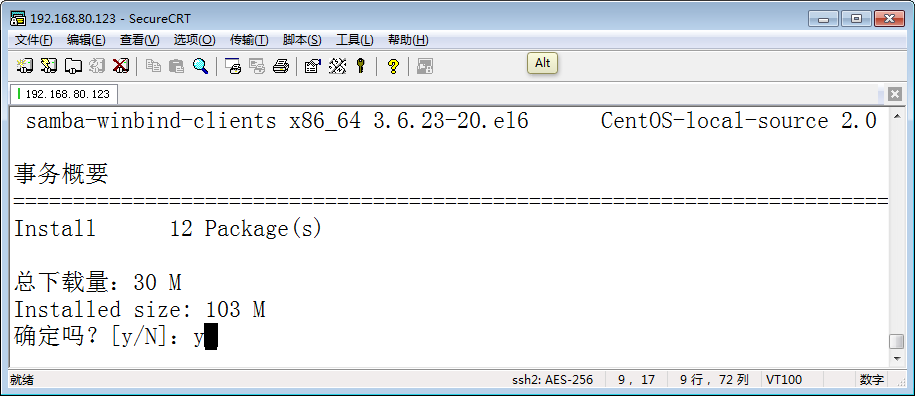 192.168.80.123 - SecureCRT
文件(F) 编辑(E) 查看(V) 选项(O) 传输(T) 脚本(S) 工具(L) 帮助(H)
Alt
192.168.80.123
samba-winbind-clients x86_64 3.6.23-20.el6 CentOS-local-source 2.0
事务概要
================================================================================
Install 12 Package(s)
总下载量：30 M
Installed size: 103 M
确定吗？[y/N]：y
就绪 ssh2: AES-256 9, 17 9 行, 72 列 VT100 数字